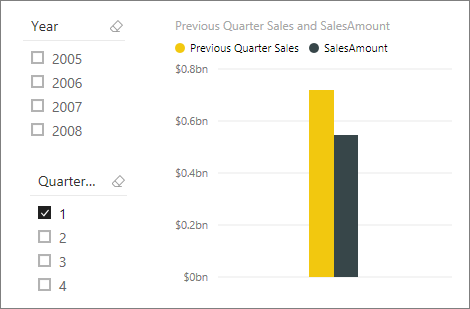 Year
2005
2006
2007
2008
Quarter...
1
2
3
4
Previous Quarter Sales and SalesAmount
Previous Quarter Sales SalesAmount
$0.8bn
$0.6bn
$0.4bn
$0.2bn
$0bn